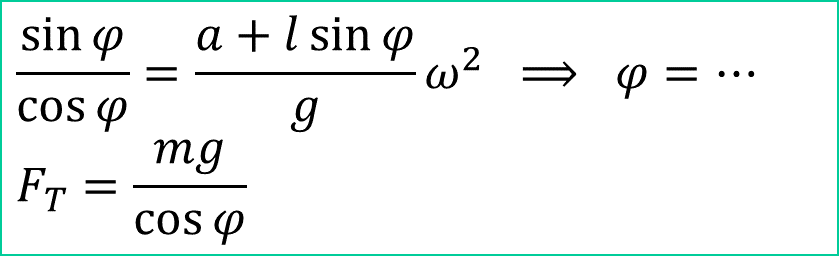 sin φ / cos φ = (a + l sin φ) / g ω² ⟹ φ = ⋯
F_T = mg / cos φ